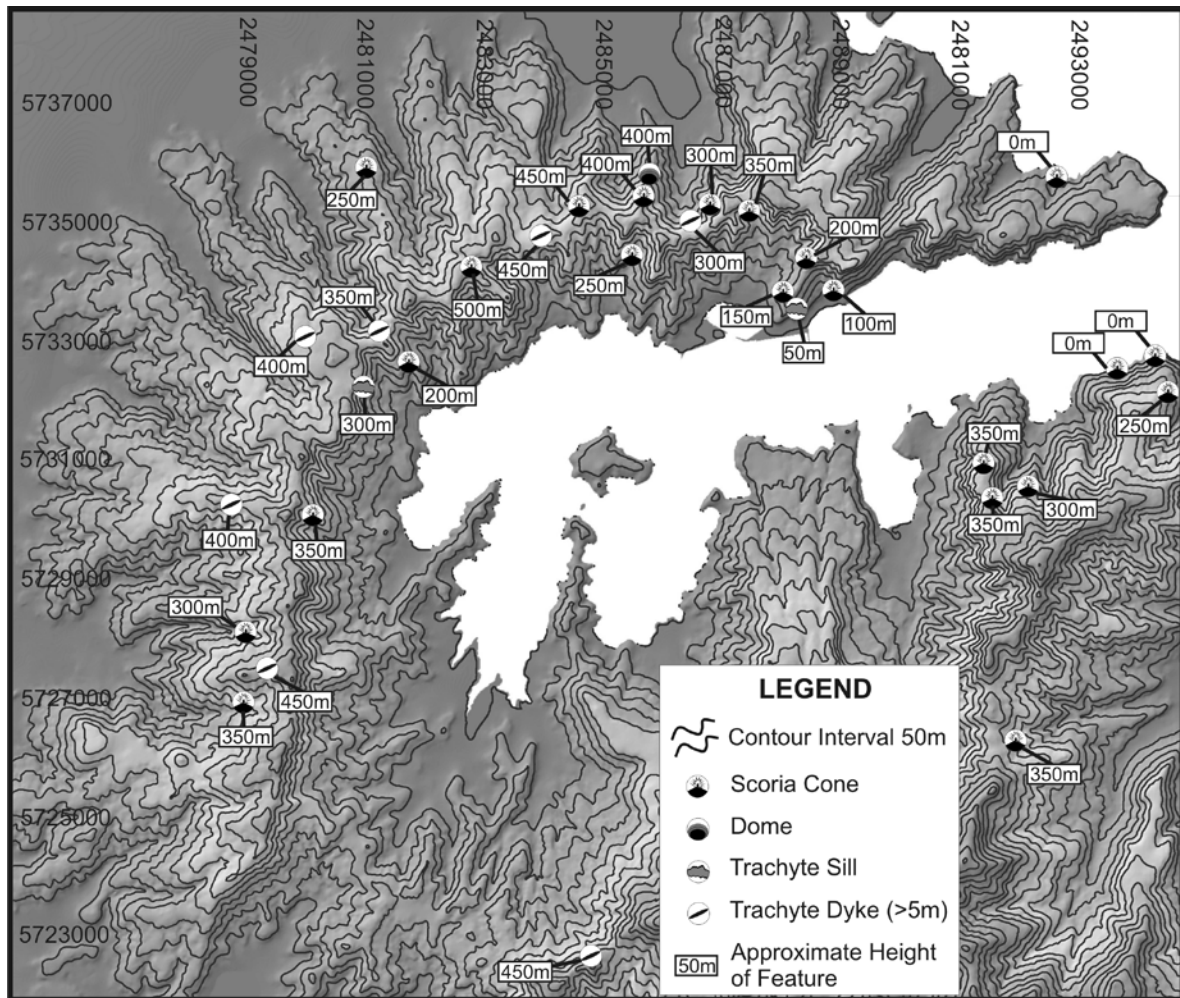 2479000
2481000
2483000
2485000
2487000
2489000
2481000
2493000
5737000
400m
300m
350m
0m
400m
450m
250m
5735000
200m
450m
300m
250m
350m
500m
150m
100m
0m
5733000
400m
0m
50m
200m
300m
250m
350m
5731000
300m
350m
400m
350m
5729000
300m
LEGEND
450m
5727000
350m
Contour Interval 50m
Scoria Cone
350m
5725000
Dome
Trachyte Sill
Trachyte Dyke (>5m)
5723000
450m
50m
Approximate Height
of Feature